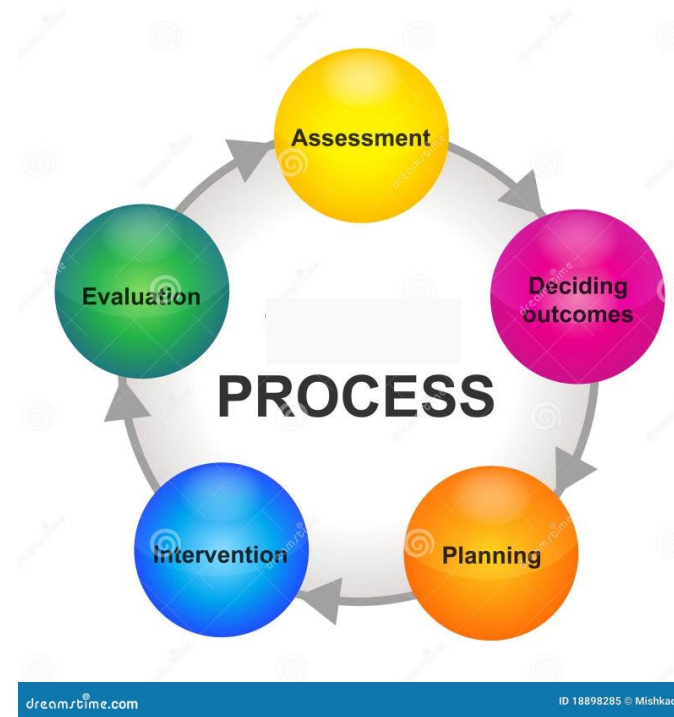 Assessment
Deciding
outcomes
PROCESS
Evaluation
Intervention
Planning
dreamstime.com
ID 18898285 © Mishkac